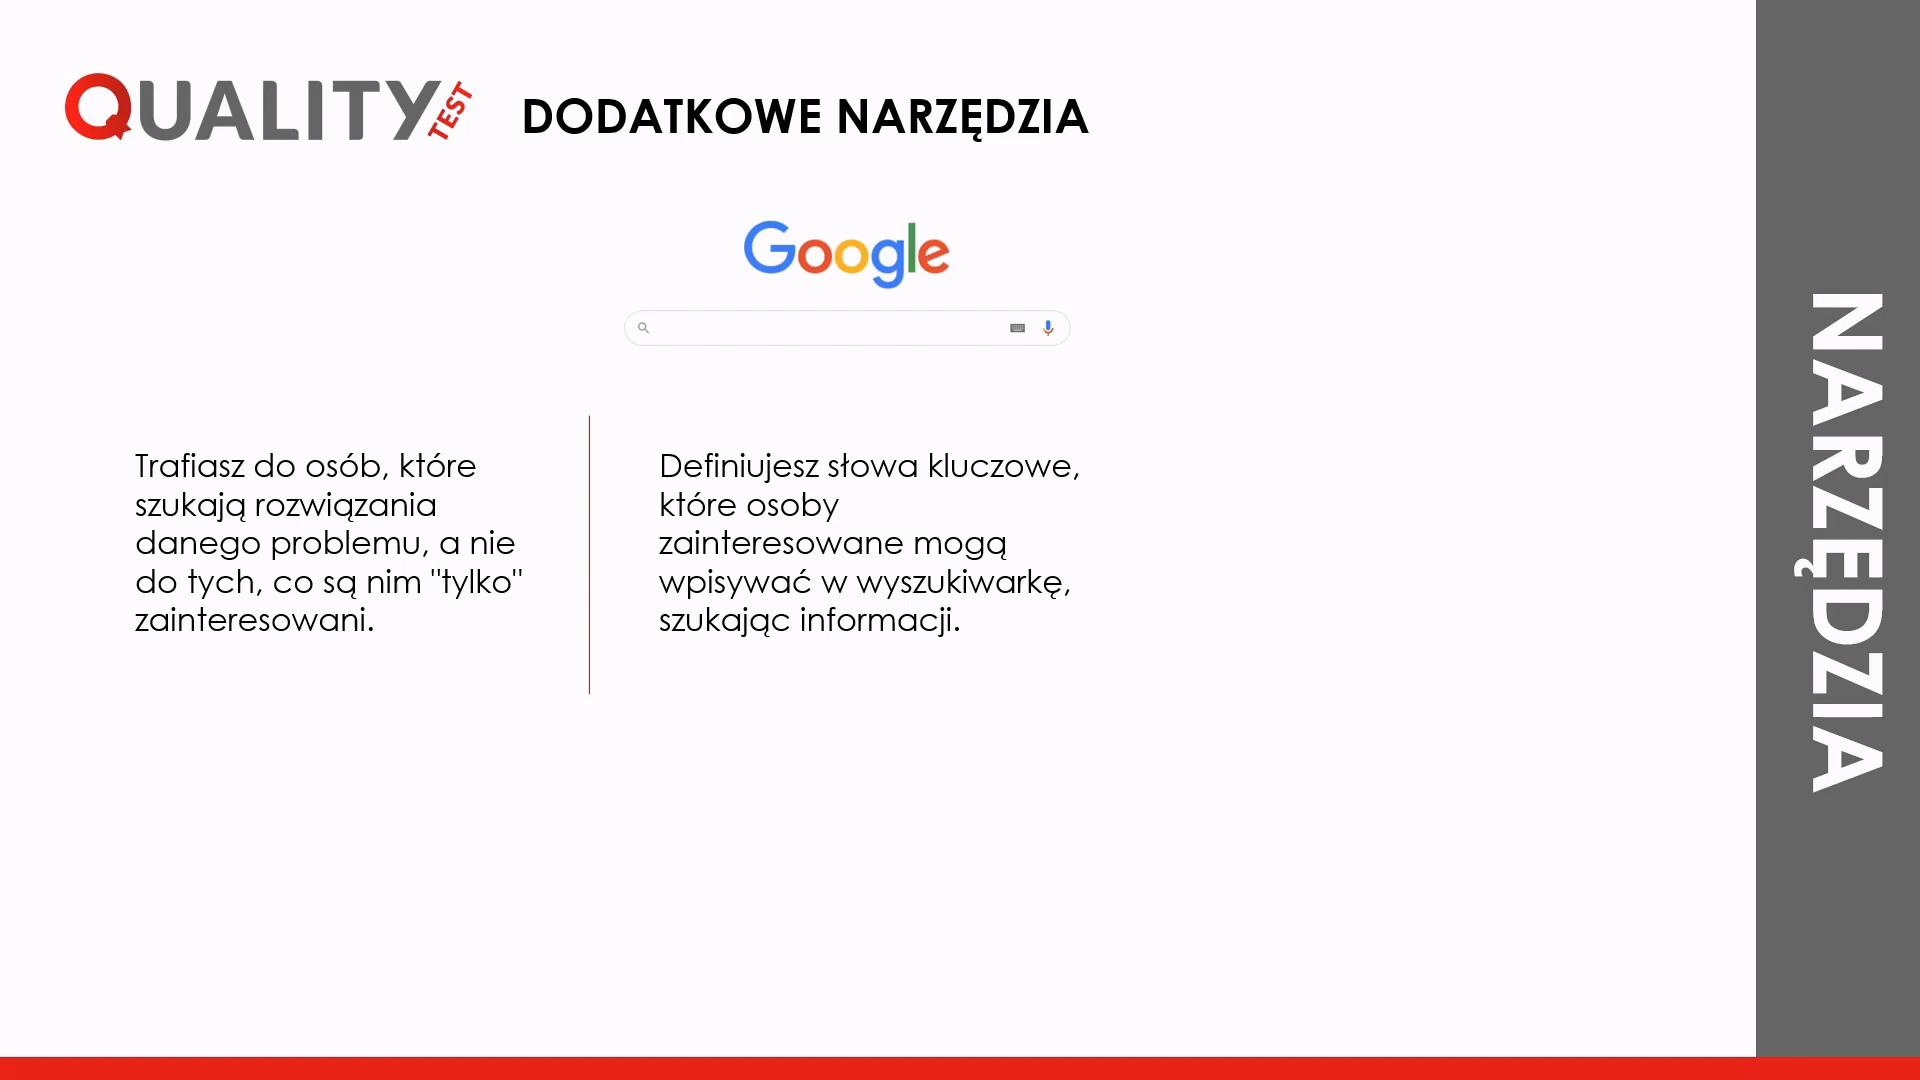 QUALITY TEST
DODATKOWE NARZĘDZIA
Google
Trafiasz do osób, które
szukają rozwiązania
danego problemu, a nie
do tych, co są nim "tylko"
zainteresowani.
Definiujesz słowa kluczowe,
które osoby
zainteresowane mogą
wpisywać w wyszukiwarkę,
szukając informacji.
NARZĘDZIA